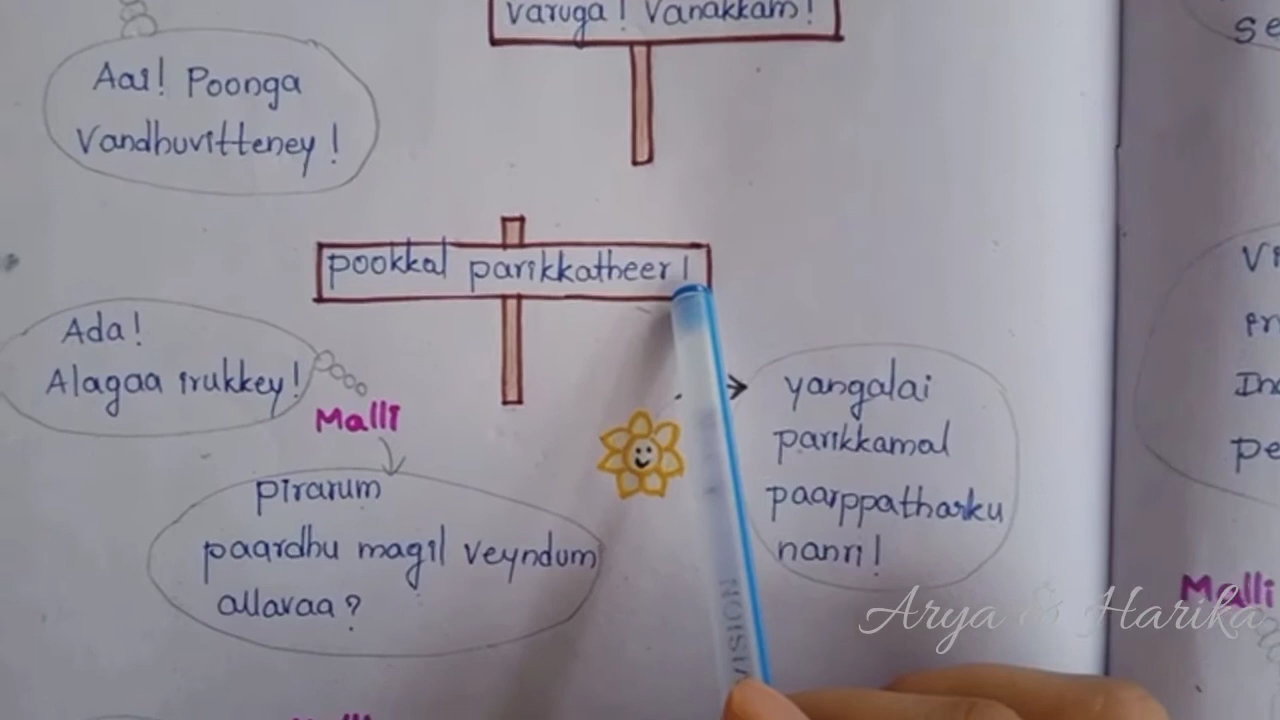 varuga! Vanakkam!
Aai! Poonga
Vandhuvitteney!
pookkal parikkatheer!
Ada!
Alagaa irukkey!
Malli
pirarum
paardhu magil veyndum
allavaa?
yangalai
parikkamal
paarppatharku
nanri!
Malli
Arya & Harika